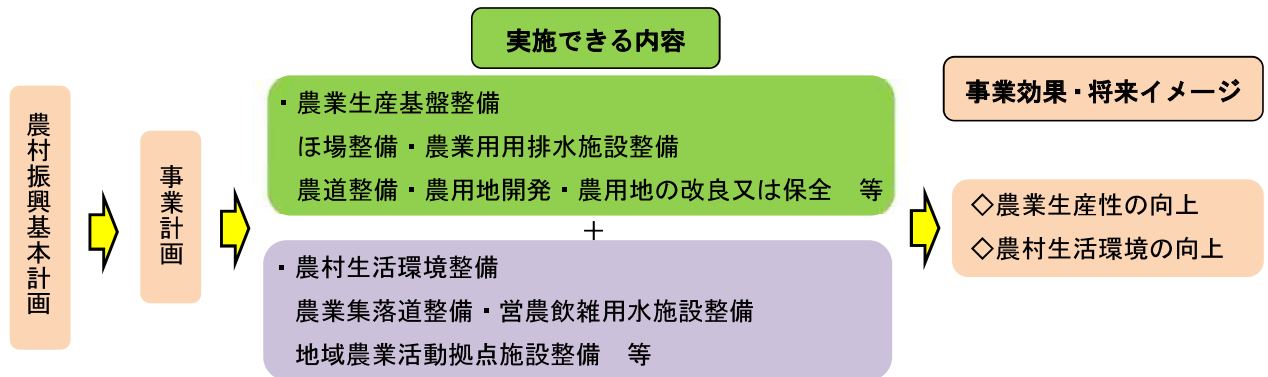 実施できる内容
事業効果・将来イメージ
農村振興基本計画
事業計画
・農業生産基盤整備
ほ場整備・農業用用排水施設整備
農道整備・農用地開発・農用地の改良又は保全　等
+
・農村生活環境整備
農業集落道整備・営農飲雑用水施設整備
地域農業活動拠点施設整備　等
◇農業生産性の向上
◇農村生活環境の向上